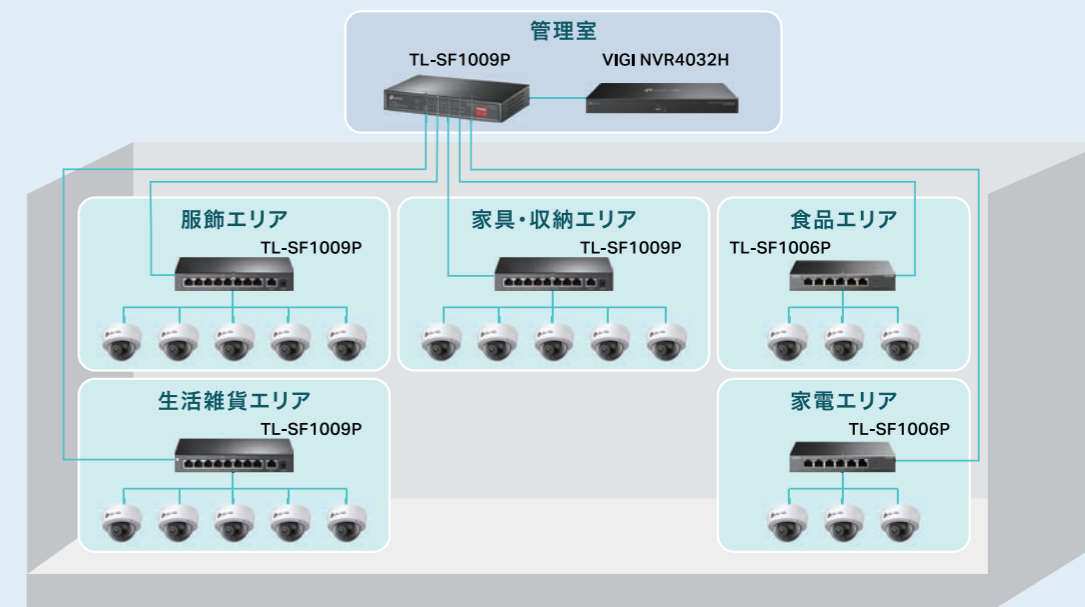 管理室
TL-SF1009P
VIGI NVR4032H
服飾エリア
TL-SF1009P
家具・収納エリア
TL-SF1009P
食品エリア
TL-SF1006P
生活雑貨エリア
TL-SF1009P
家電エリア
TL-SF1006P